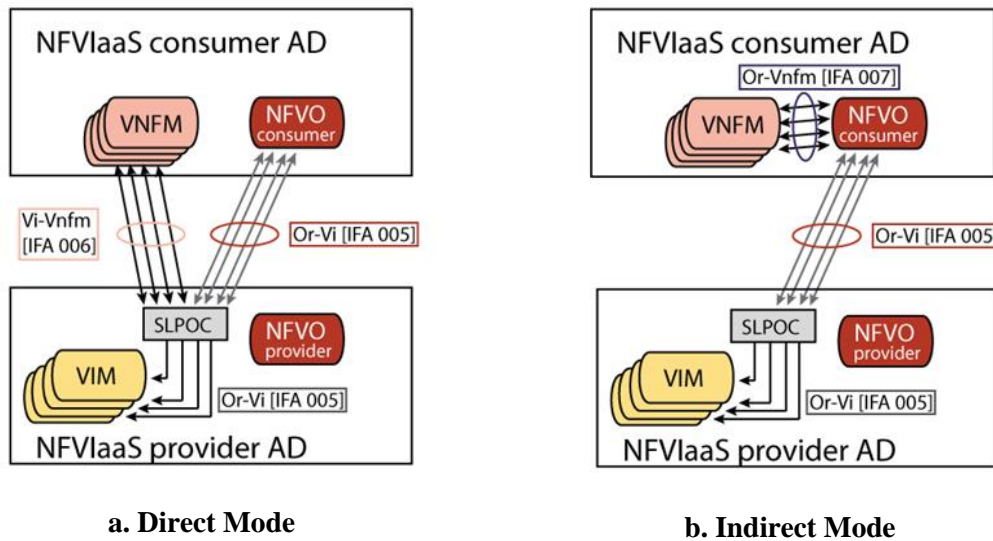 NFVIaaS consumer AD
VNFM
NFVO
consumer
Vi-Vnfm
[IFA 006]
Or-Vi [IFA 005]
SLPOC
NFVO
provider
VIM
Or-Vi [IFA 005]
NFVIaaS provider AD
a. Direct Mode
NFVIaaS consumer AD
Or-Vnfm [IFA 007]
VNFM
NFVO
consumer
Or-Vi [IFA 005
SLPOC
NFVO
provider
VIM
Or-Vi [IFA 005]
NFVIaaS provider AD
b. Indirect Mode